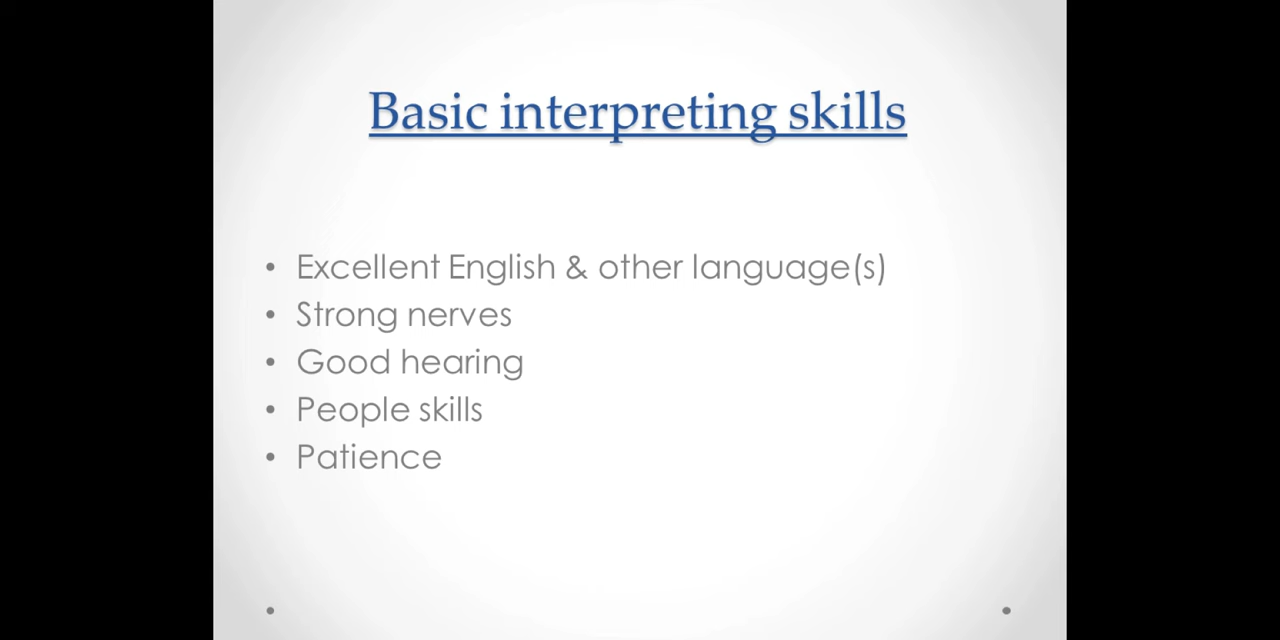 Basic interpreting skills
• Excellent English & other language(s)
• Strong nerves
• Good hearing
• People skills
• Patience